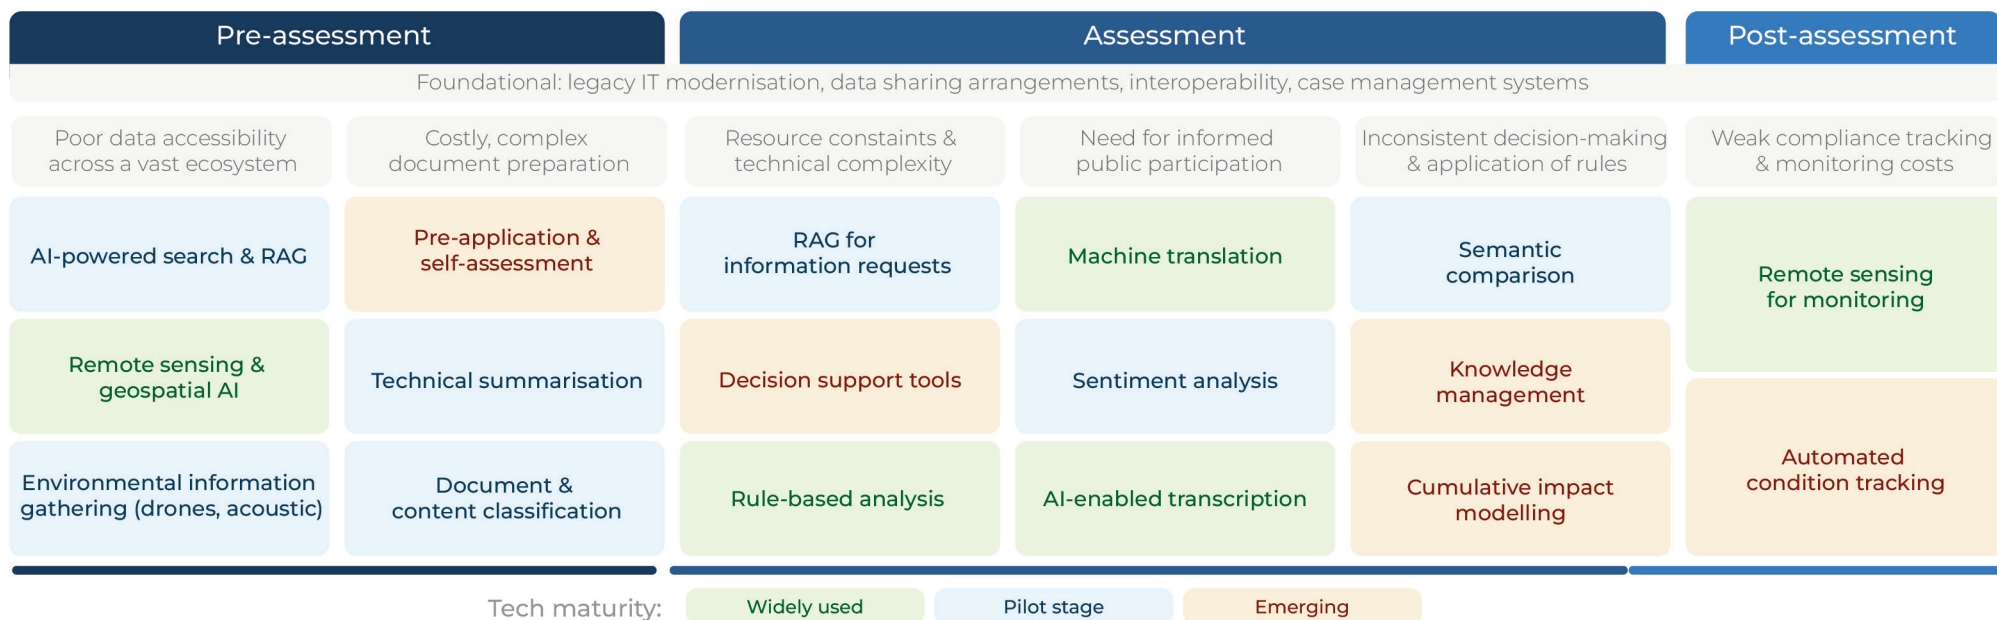 Pre-assessment
Assessment
Post-assessment
Foundational: legacy IT modernisation, data sharing arrangements, interoperability, case management systems
Poor data accessibility
across a vast ecosystem
Costly, complex
document preparation
Resource constaints &
technical complexity
Need for informed
public participation
Inconsistent decision-making
& application of rules
Weak compliance tracking
& monitoring costs
AI-powered search & RAG
Pre-application &
self-assessment
RAG for
information requests
Machine translation
Semantic
comparison
Remote sensing
for monitoring
Remote sensing &
geospatial AI
Technical summarisation
Decision support tools
Sentiment analysis
Knowledge
management
Environmental information
gathering (drones, acoustic)
Document &
content classification
Rule-based analysis
AI-enabled transcription
Cumulative impact
modelling
Automated
condition tracking
Tech maturity:
Widely used
Pilot stage
Emerging